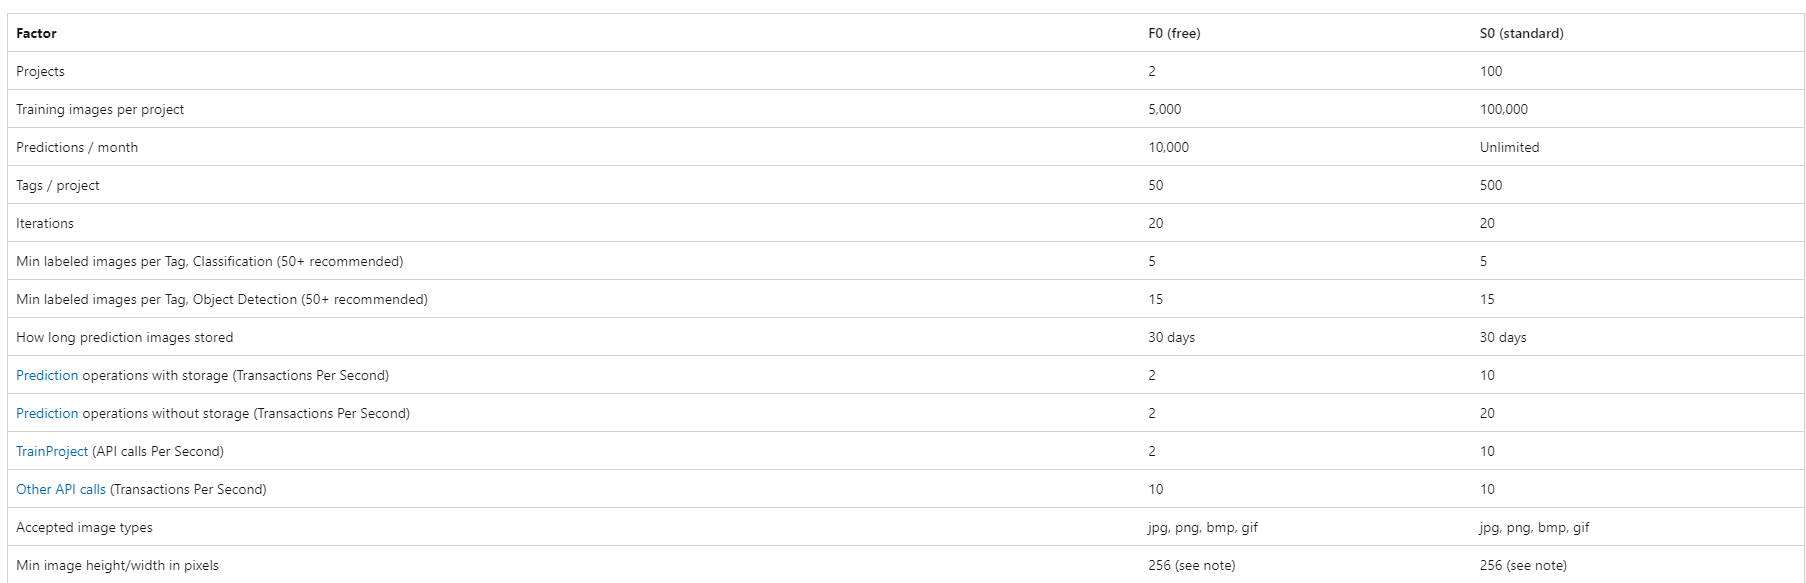 Factor F0 (free) S0 (standard)
Projects 2 100
Training images per project 5,000 100,000
Predictions / month 10,000 Unlimited
Tags / project 50 500
Iterations 20 20
Min labeled images per Tag, Classification (50+ recommended) 5 5
Min labeled images per Tag, Object Detection (50+ recommended) 15 15
How long prediction images stored 30 days 30 days
Prediction operations with storage (Transactions Per Second) 2 10
Prediction operations without storage (Transactions Per Second) 2 20
TrainProject (API calls Per Second) 2 10
Other API calls (Transactions Per Second) 10 10
Accepted image types jpg, png, bmp, gif jpg, png, bmp, gif
Min image height/width in pixels 256 (see note) 256 (see note)